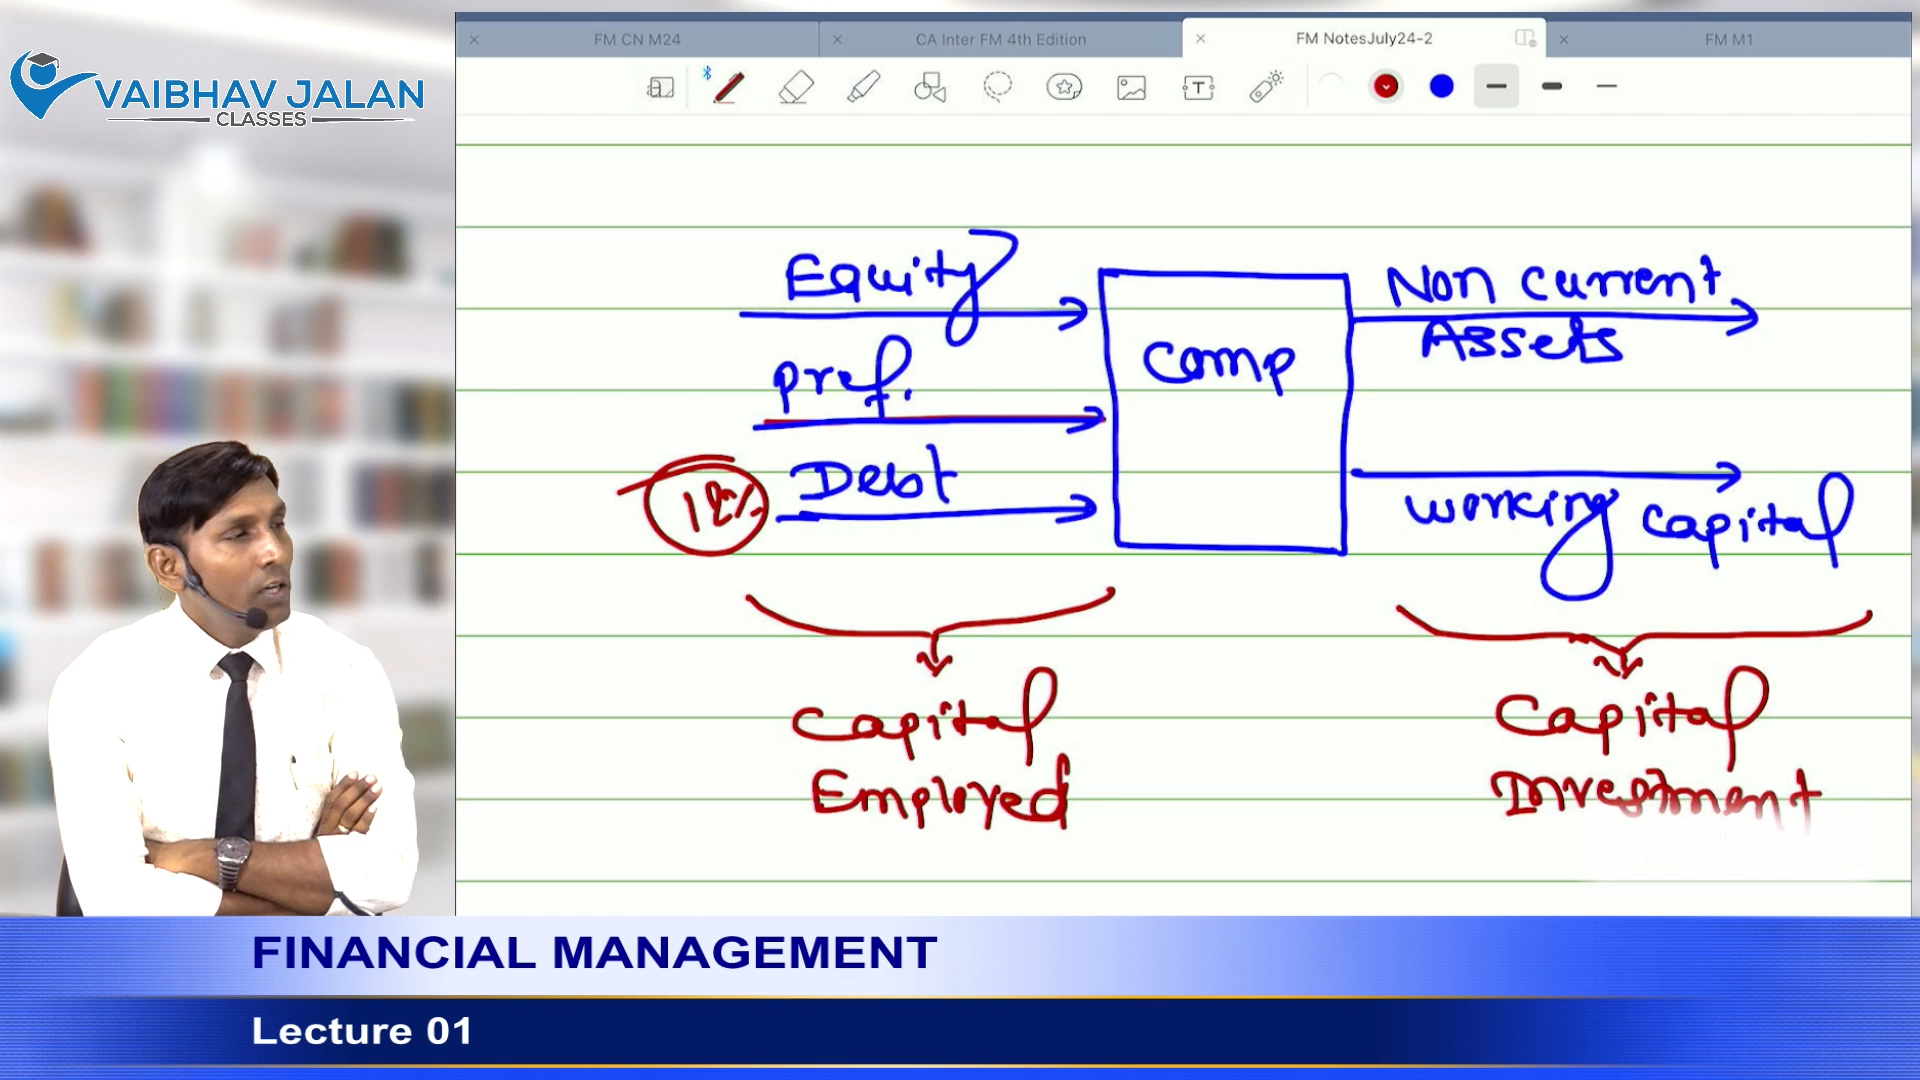 VAIBHAV JALAN
CLASSES
FM CN M24
CA Inter FM 4th Edition
FM NotesJuly24-2
FM M1
T
Equity
pref.
Debt
comp
Non current
Assets
working capital
Capital
Employed
Capital
Investment
FINANCIAL MANAGEMENT
Lecture 01